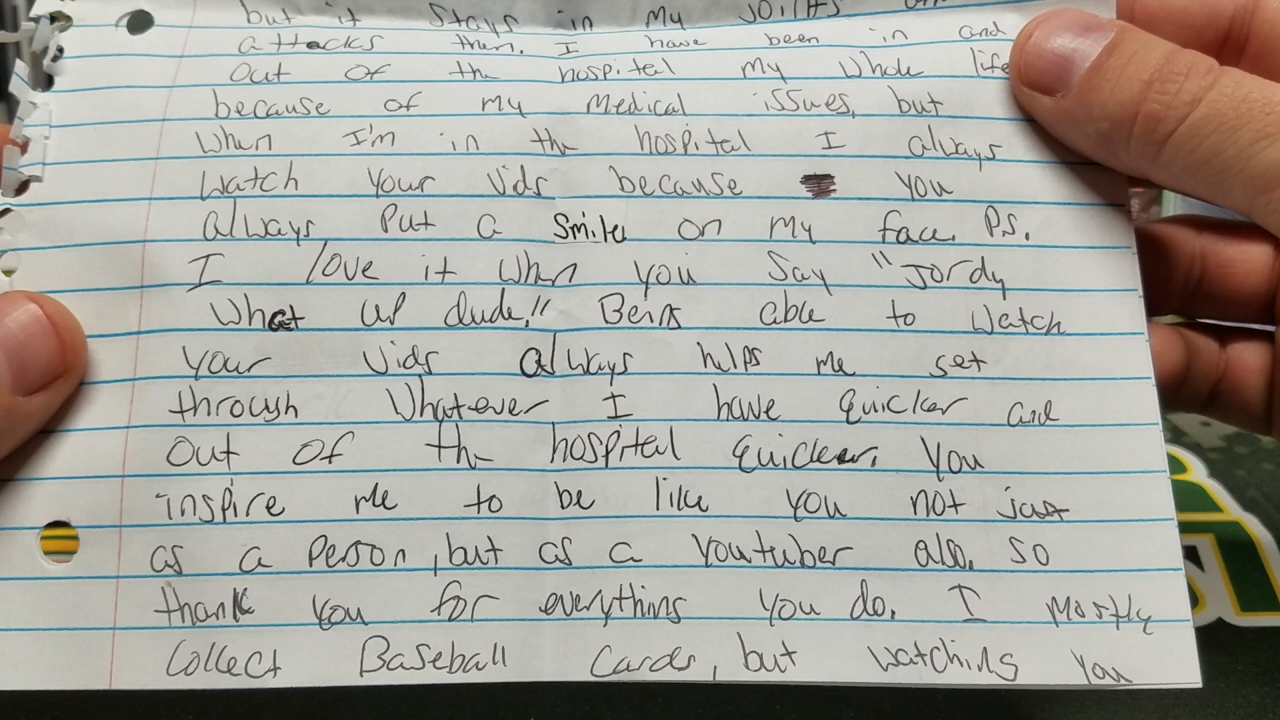 but it stays in my joints
attacks them. I have been in and
Out of the hospital my whole life
because of my Medical issues, but
When I'm in the hospital I always
Watch Your Vids because You
always Put a Smile on my face. P.S.
I love it when you Say "Jordy
What up dude!" Being able to Watch
Your Vids always helps me get
through Whatever I have quicker and
Out of the hospital quicker. You
inspire me to be like you not just
as a Person, but as a Youtuber also. So
thank You for everything You do. I Mostly
Collect Baseball Cards, but watching You